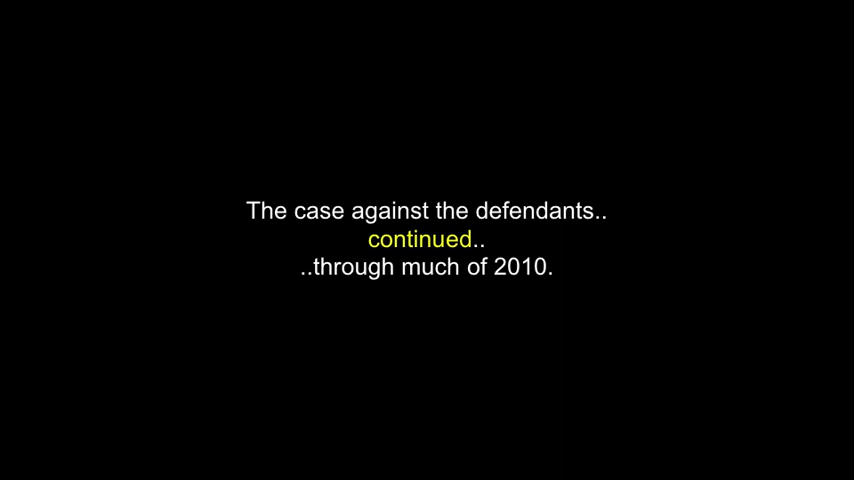 The case against the defendants..
continued..
..through much of 2010.